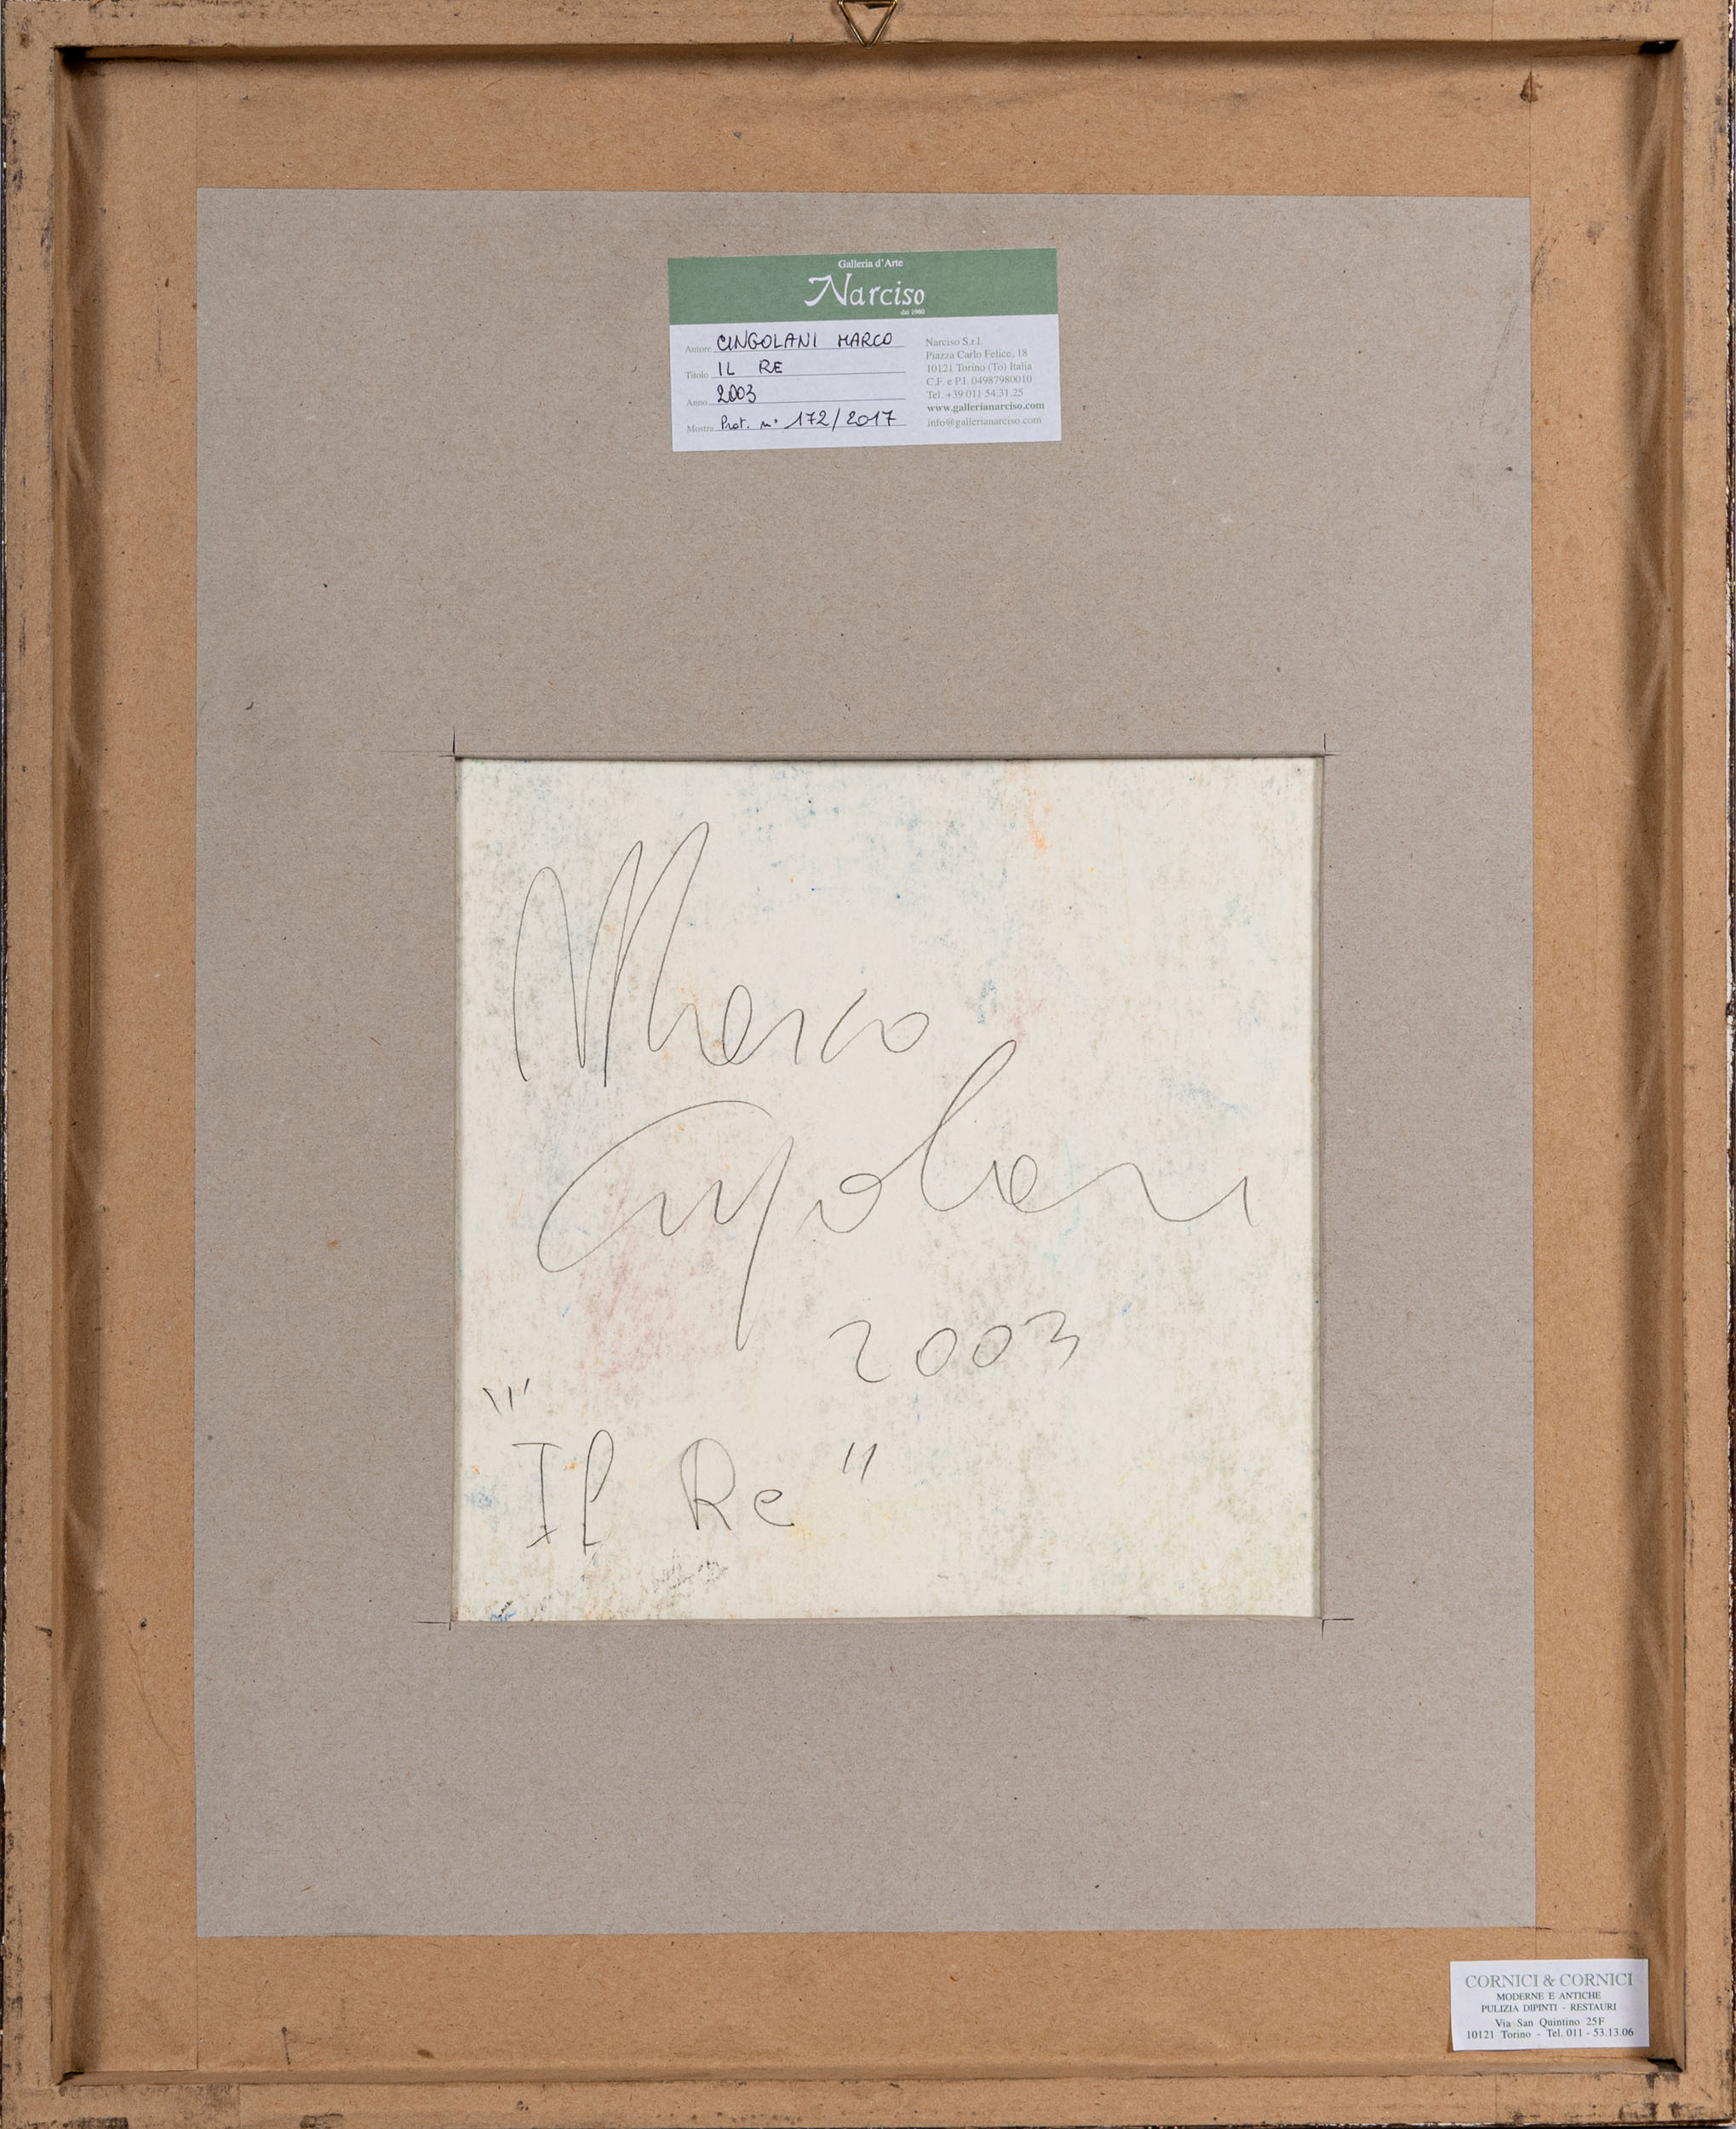 Galleria d'Arte
Narciso
dal 1960
Autore CINGOLANI MARCO
Titolo IL RE
Anno 2003
Mostra Prot. n° 172/2017
Narciso S.r.l.
Piazza Carlo Felice, 18
10121 Torino (To) Italia
C.F. e P.I. 04987980010
Tel. +39 011 54.31.25
www.gallerianarciso.com
info@gallerianarciso.com
Marco
Cingolani
2003
"Il Re"
CORNICI & CORNICI
MODERNE E ANTICHE
PULIZIA DIPINTI - RESTAURI
Via San Quintino 25F
10121 Torino - Tel. 011 - 53.13.06